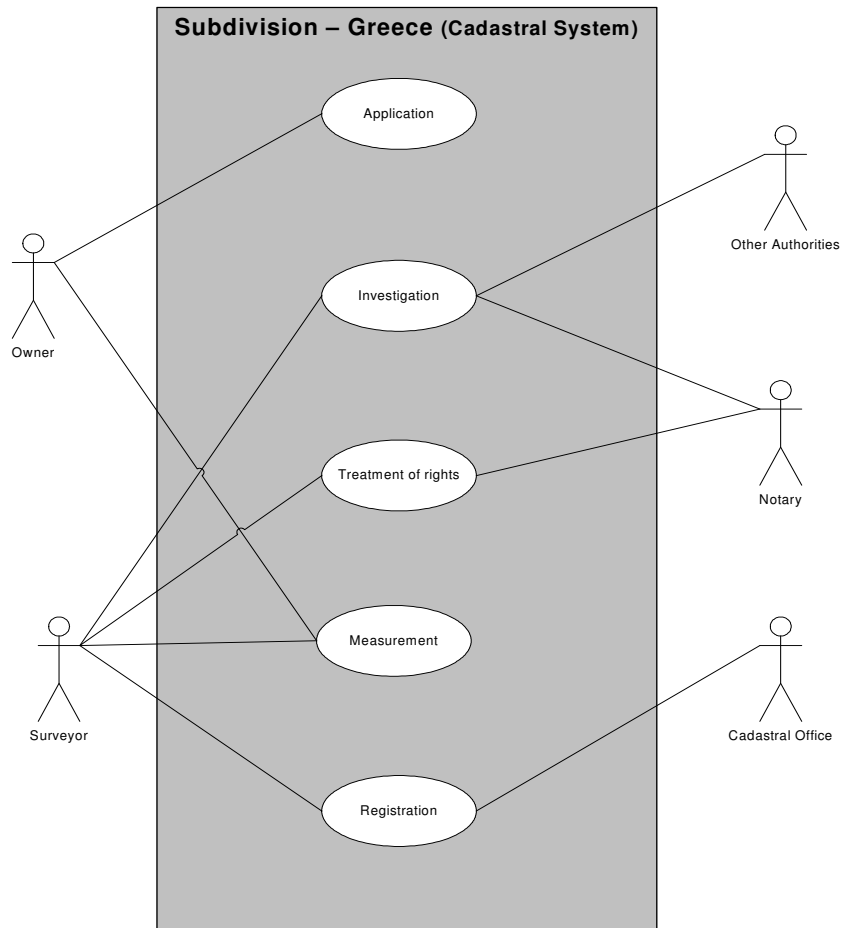 Subdivision – Greece (Cadastral System)
Application
Other Authorities
Owner
Investigation
Treatment of rights
Notary
Measurement
Surveyor
Cadastral Office
Registration